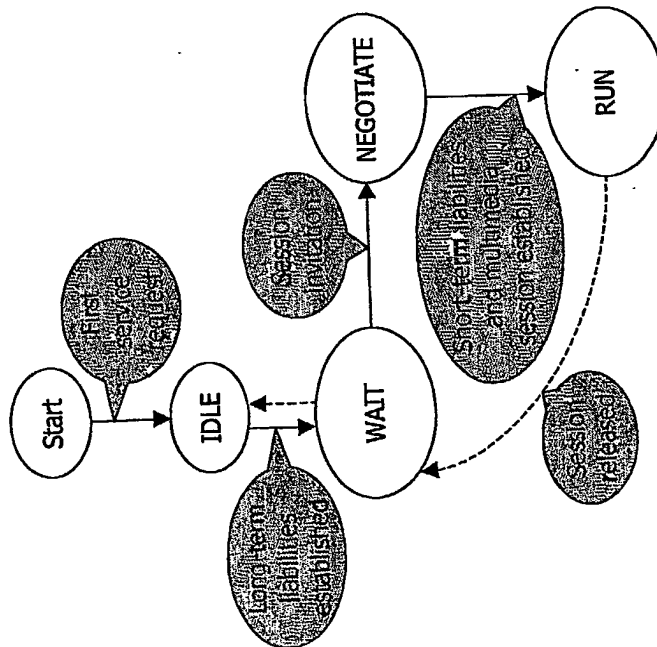 Start
First
service
request
IDLE
Long-term
liabilities
established
WAIT
Session
invitation
NEGOTIATE
Short-term liabilities
and multimedia
session established
RUN
Session
released